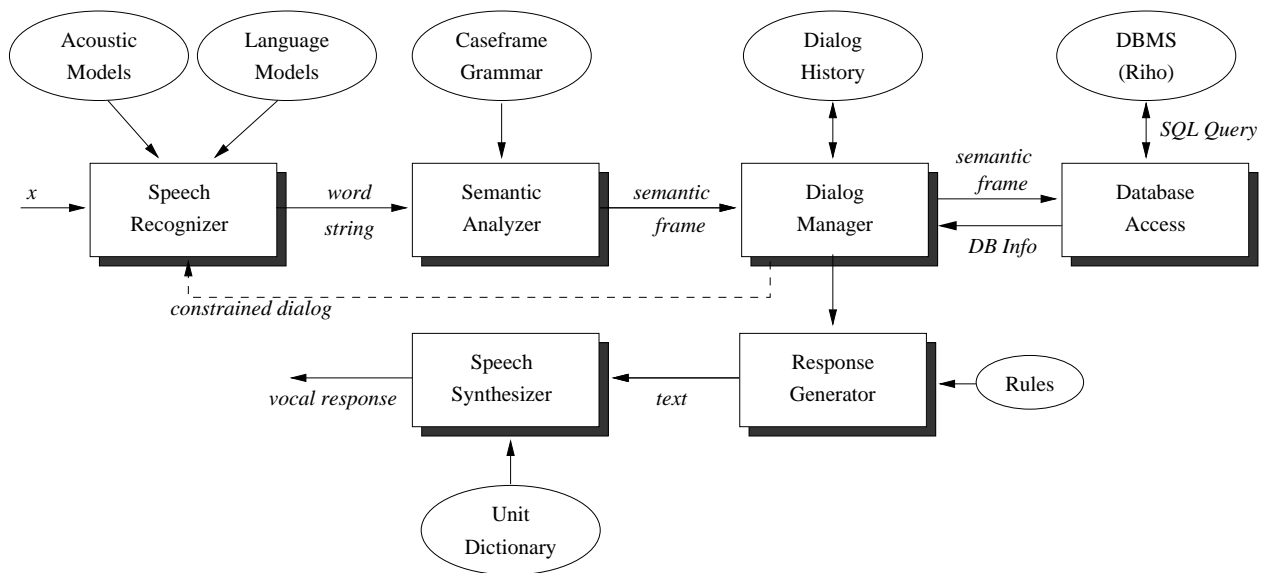 Acoustic
Models
Language
Models
Caseframe
Grammar
Dialog
History
DBMS
(Riho)
SQL Query
x
Speech
Recognizer
word
string
Semantic
Analyzer
semantic
frame
Dialog
Manager
semantic
frame
DB Info
Database
Access
constrained dialog
vocal response
Speech
Synthesizer
text
Response
Generator
Rules
Unit
Dictionary